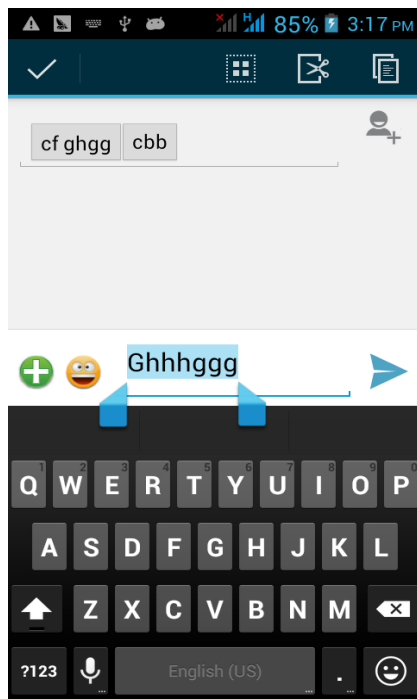 H 85% 3:17 PM
cf ghgg cbb
Ghhhggg
1 2 3 4 5 6 7 8 9 0
Q W E R T Y U I O P
A S D F G H J K L
Z X C V B N M
?123 ... English (US) ... . ...